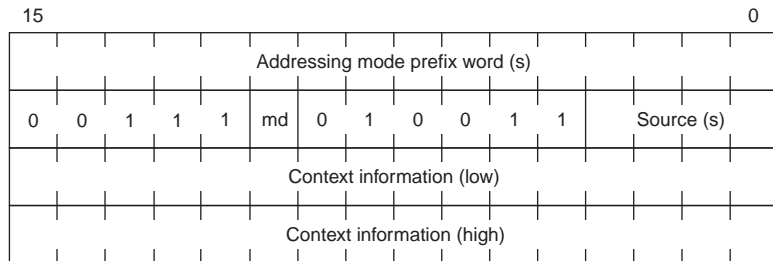 15 0
Addressing mode prefix word (s)
0 0 1 1 1 md 0 1 0 0 1 1 Source (s)
Context information (low)
Context information (high)